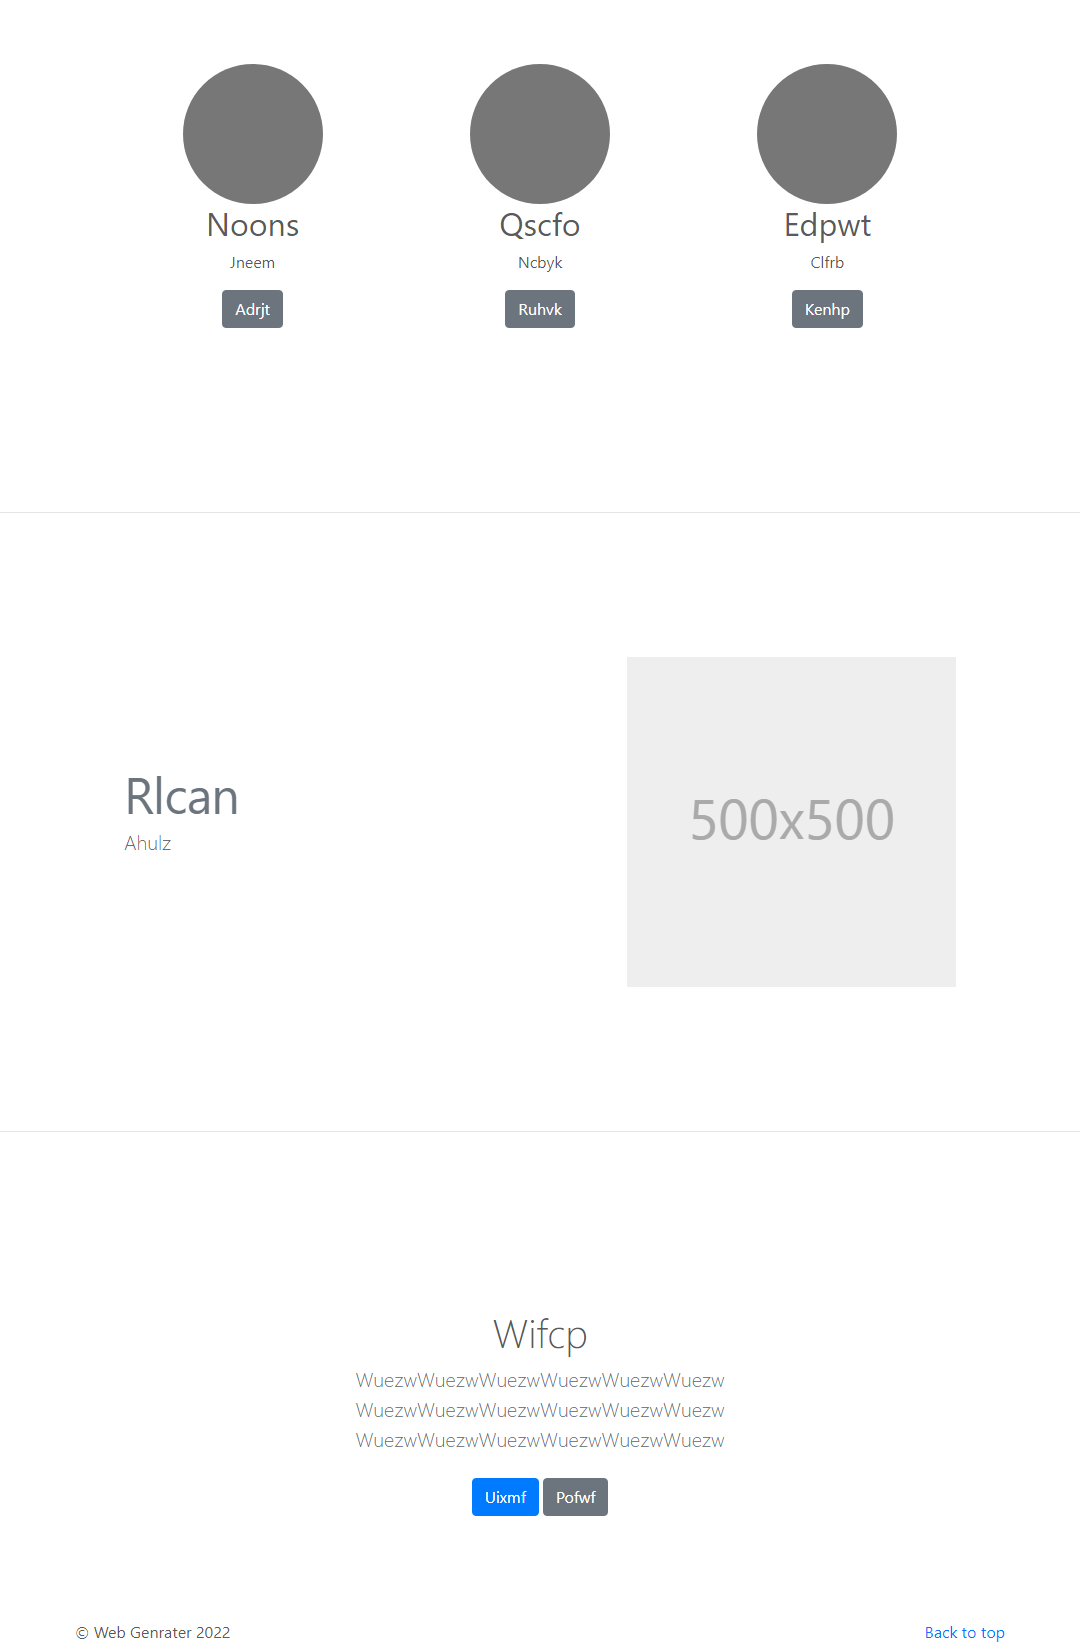 Noons
Qscfo
Edpwt
Jneem
Ncbyk
Clfrb
Adrjt
Ruhvk
Kenhp
Rlcan
Ahulz
500x500
Wifcp
WuezwWuezwWuezwWuezwWuezwWuezw
WuezwWuezwWuezwWuezwWuezwWuezw
WuezwWuezwWuezwWuezwWuezwWuezw
Uixmf Pofwf
© Web Genrater 2022
Back to top